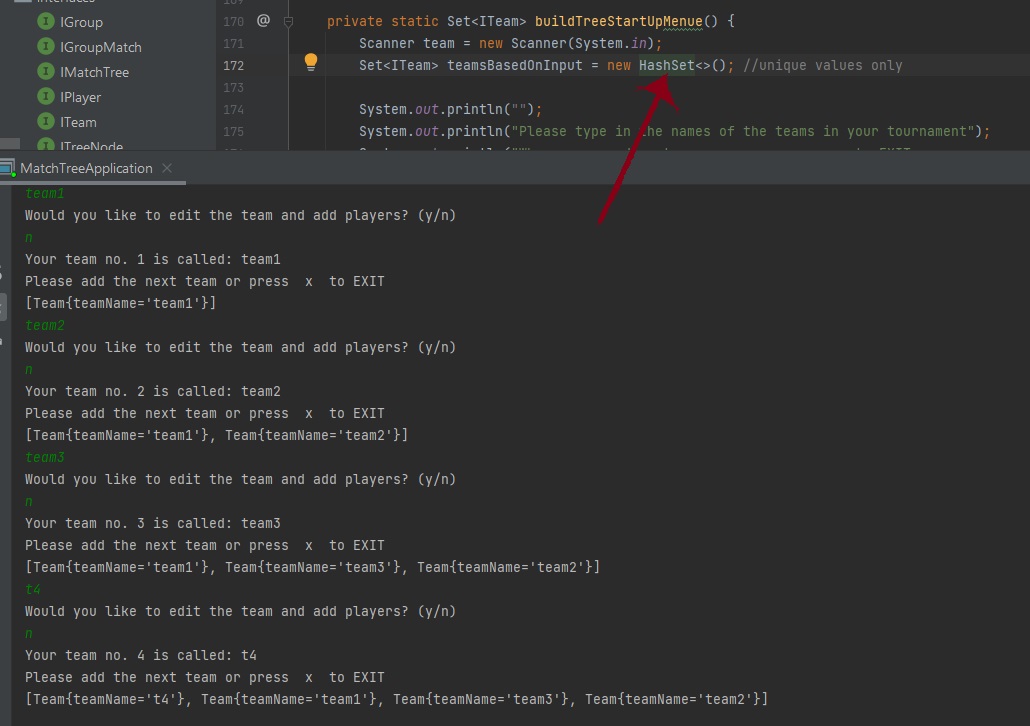 Interfaces
IGroup
IGroupMatch
IMatchTree
IPlayer
ITeam
ITreeNode
169
170 @ private static Set<ITeam> buildTreeStartUpMenue() {
171 Scanner team = new Scanner(System.in);
172 Set<ITeam> teamsBasedOnInput = new HashSet<>(); //unique values only
173
174 System.out.println("");
175 System.out.println("Please type in the names of the teams in your tournament");
MatchTreeApplication
team1
Would you like to edit the team and add players? (y/n)
n
Your team no. 1 is called: team1
Please add the next team or press  x  to EXIT
[Team{teamName='team1'}]
team2
Would you like to edit the team and add players? (y/n)
n
Your team no. 2 is called: team2
Please add the next team or press  x  to EXIT
[Team{teamName='team1'}, Team{teamName='team2'}]
team3
Would you like to edit the team and add players? (y/n)
n
Your team no. 3 is called: team3
Please add the next team or press  x  to EXIT
[Team{teamName='team1'}, Team{teamName='team3'}, Team{teamName='team2'}]
t4
Would you like to edit the team and add players? (y/n)
n
Your team no. 4 is called: t4
Please add the next team or press  x  to EXIT
[Team{teamName='t4'}, Team{teamName='team1'}, Team{teamName='team3'}, Team{teamName='team2'}]